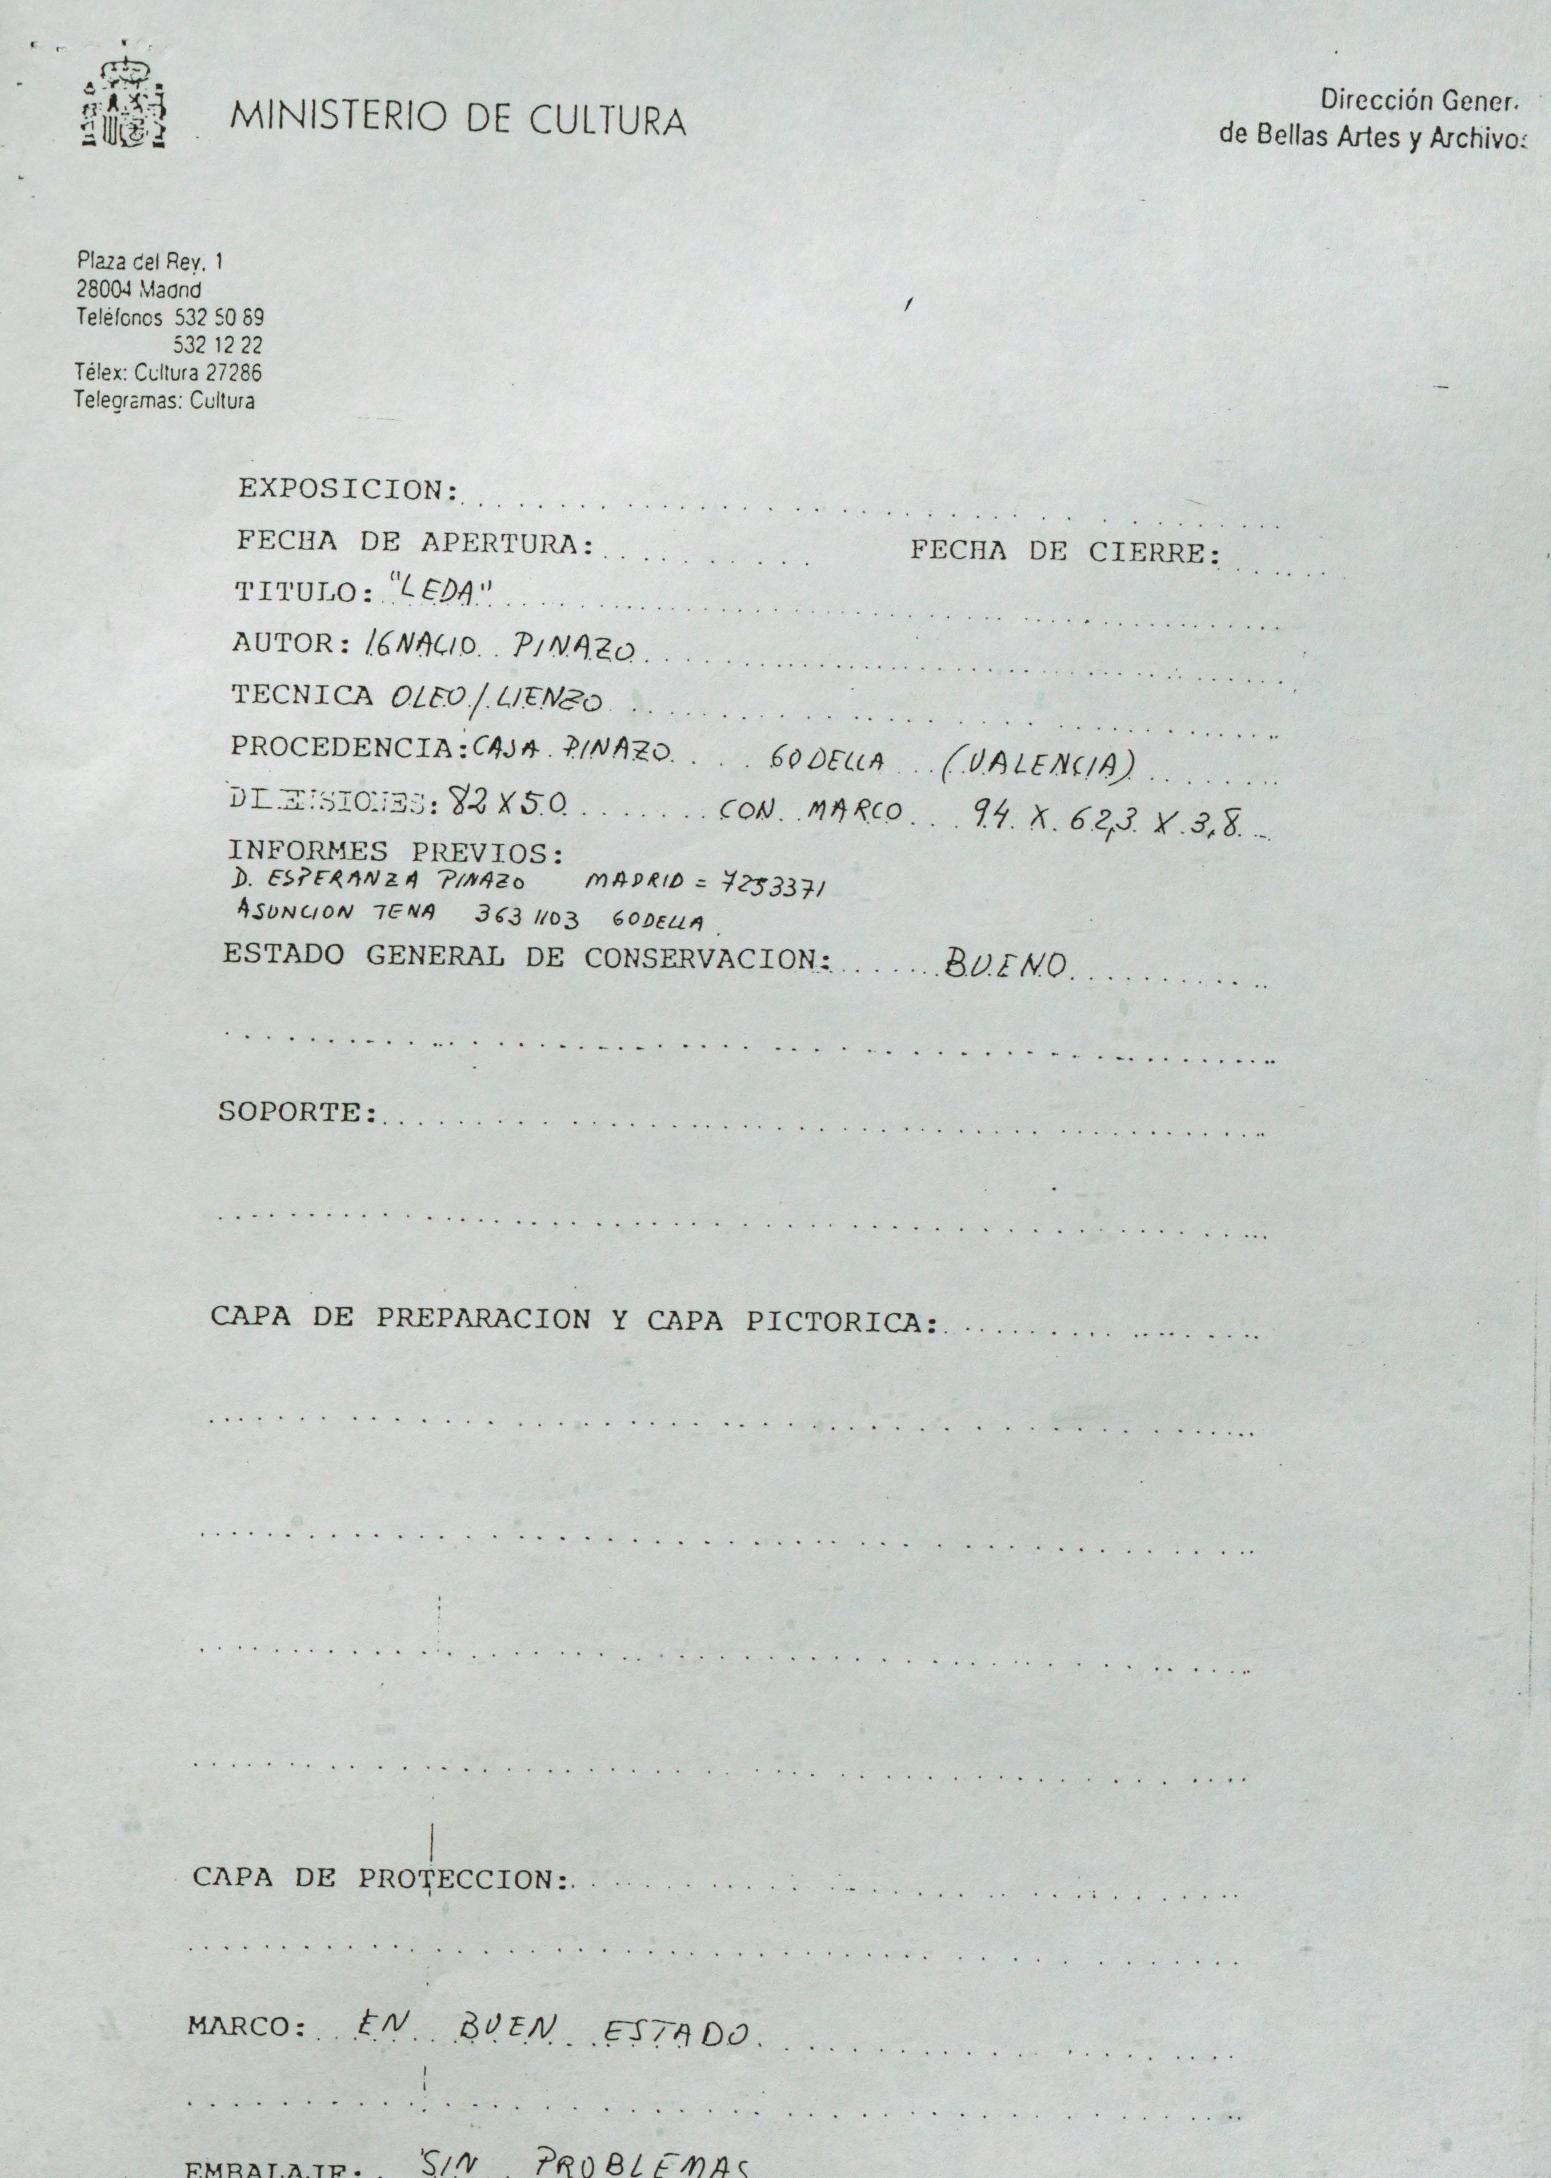 MINISTERIO DE CULTURA
Dirección Gener
de Bellas Artes y Archivos
Plaza del Rey, 1
28004 Madrid
Teléfonos 532 50 89
532 12 22
Télex: Cultura 27286
Telegramas: Cultura
EXPOSICION:
FECHA DE APERTURA: FECHA DE CIERRE:
TITULO: "LEDA"
AUTOR: IGNACIO PINAZO
TECNICA OLEO/LIENZO
PROCEDENCIA: CASA PINAZO GODELLA (VALENCIA)
DIMENSIONES: 82 X 50 CON MARCO 94 X 62,3 X 3,8
INFORMES PREVIOS:
D. ESPERANZA PINAZO MADRID = 7253371
ASUNCION TENA 363 1103 GODELLA
ESTADO GENERAL DE CONSERVACION: BUENO
SOPORTE:
CAPA DE PREPARACION Y CAPA PICTORICA:
CAPA DE PROTECCION:
MARCO: EN BUEN ESTADO
EMBALAJE: SIN PROBLEMAS